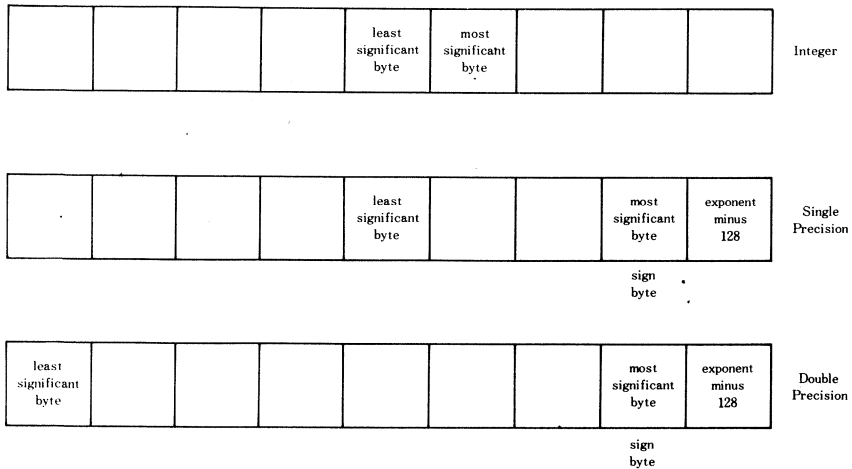 least
significant
byte
most
significant
byte
Integer
least
significant
byte
most
significant
byte
exponent
minus
128
Single
Precision
sign
byte
least
significant
byte
most
significant
byte
exponent
minus
128
Double
Precision
sign
byte